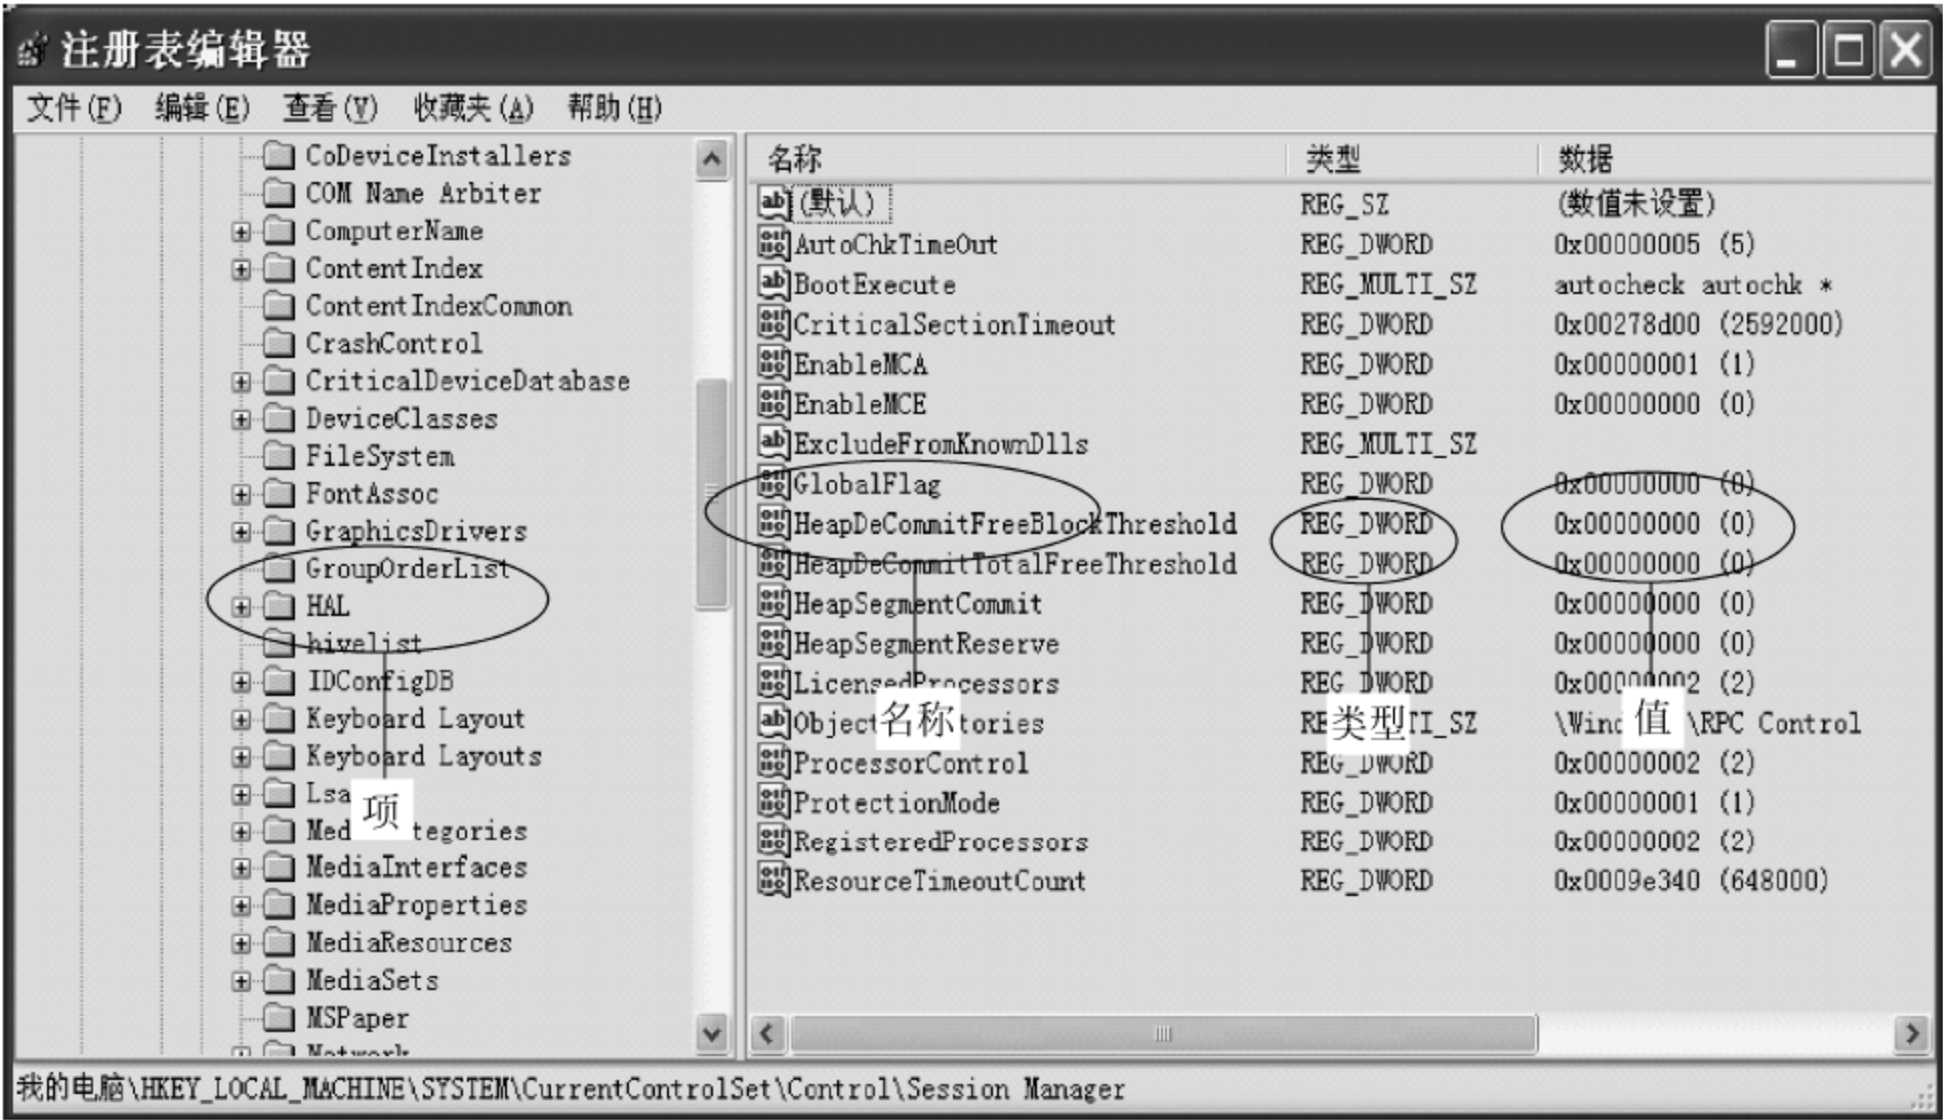 注册表编辑器
文件(F) 编辑(E) 查看(V) 收藏夹(A) 帮助(H)
CoDeviceInstallers
COM Name Arbiter
ComputerName
ContentIndex
ContentIndexCommon
CrashControl
CriticalDeviceDatabase
DeviceClasses
FileSystem
FontAssoc
GraphicsDrivers
GroupOrderList
HAL
hivelist
IDConfigDB
Keyboard Layout
Keyboard Layouts
Lsa
项
MediaInterfaces
MediaProperties
MediaResources
MediaSets
MSPaper
Network
名称 类型 数据
(默认) REG_SZ (数值未设置)
AutoChkTimeOut REG_DWORD 0x00000005 (5)
BootExecute REG_MULTI_SZ autocheck autochk *
CriticalSectionTimeout REG_DWORD 0x00278d00 (2592000)
EnableMCA REG_DWORD 0x00000001 (1)
EnableMCE REG_DWORD 0x00000000 (0)
ExcludeFromKnownDlls REG_MULTI_SZ
GlobalFlag REG_DWORD 0x00000000 (0)
HeapDeCommitFreeBlockThreshold REG_DWORD 0x00000000 (0)
HeapDeCommitTotalFreeThreshold REG_DWORD 0x00000000 (0)
HeapSegmentCommit REG_DWORD 0x00000000 (0)
HeapSegmentReserve REG_DWORD 0x00000000 (0)
LicensedProcessors REG_DWORD 0x00000002 (2)
名称 类型 值
\RPC Control
ProcessorControl REG_DWORD 0x00000002 (2)
ProtectionMode REG_DWORD 0x00000001 (1)
RegisteredProcessors REG_DWORD 0x00000002 (2)
ResourceTimeoutCount REG_DWORD 0x0009e340 (648000)
我的电脑\HKEY_LOCAL_MACHINE\SYSTEM\CurrentControlSet\Control\Session Manager